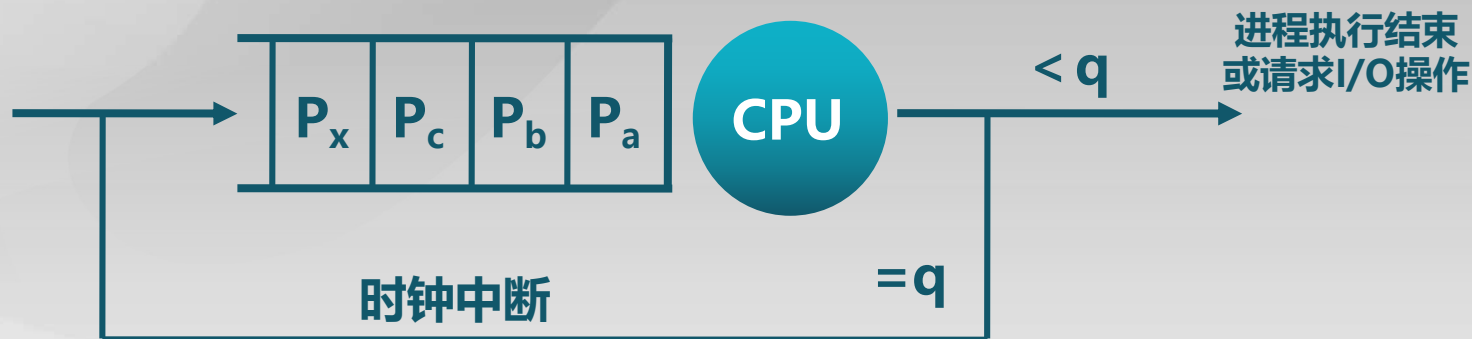 进程执行结束
或请求I/O操作
< q
Px Pc Pb Pa
CPU
=q
时钟中断